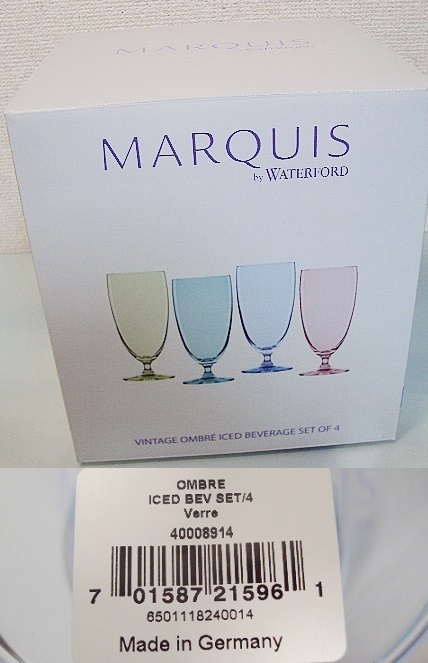 MARQUIS
MARQUIS
by WATERFORD
VINTAGE OMBRÉ ICED BEVERAGE SET OF 4
OMBRE
ICED BEV SET/4
Verre
40008914
7 01587 21596 1
6501118240014
Made in Germany